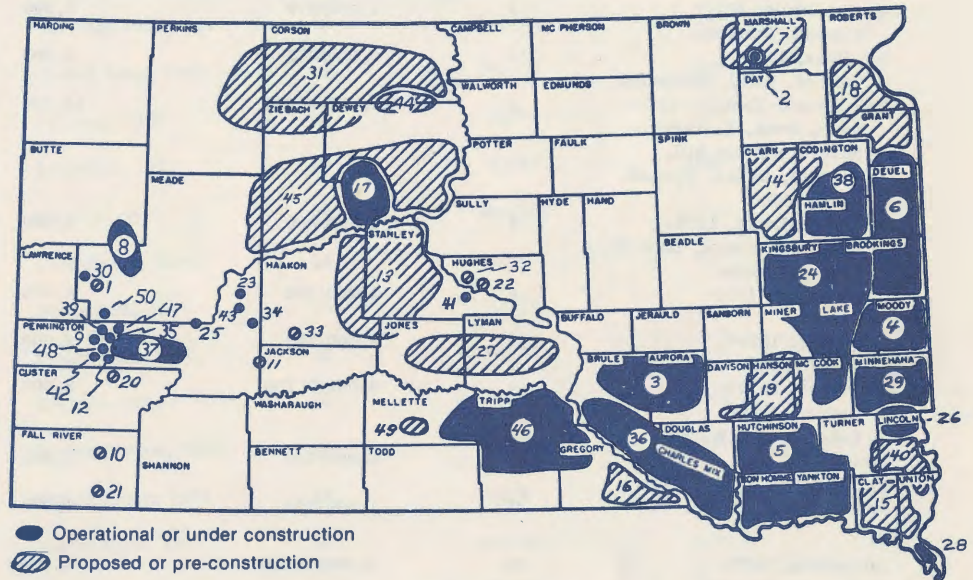 HARDING
PERKINS
CORSON
CAMPBELL
MC PHERSON
BROWN
MARSHALL
ROBERTS
7
31
WALWORTH
EDMUNDS
DAY
2
18
ZIEBACH
DEWEY
44
GRANT
BUTTE
POTTER
FAULK
SPINK
CLARK
CODINGTON
MEADE
14
38
DEUEL
45
17
SULLY
HYDE
HAND
HAMLIN
6
STANLEY
BEADLE
KINGSBURY
BROOKINGS
8
LAWRENCE
HAAKON
HUGHES
32
24
30
1
13
22
23
41
50
43
34
39
47
BUFFALO
JERAULD
SANBORN
MINER
LAKE
MOODY
PENNINGTON
35
25
33
JONES
LYMAN
4
9
37
48
JACKSON
27
BRULE
AURORA
DAVISON
HANSON
MC COOK
MINNEHAHA
CUSTER
11
3
19
29
42
20
12
WASHABAUGH
MELLETTE
TRIPP
26
FALL RIVER
49
46
36
DOUGLAS
HUTCHINSON
TURNER
LINCOLN
10
BENNETT
TODD
GREGORY
CHARLES MIX
5
40
SHANNON
16
BON HOMME
YANKTON
CLAY
UNION
21
15
28
Operational or under construction
Proposed or pre-construction